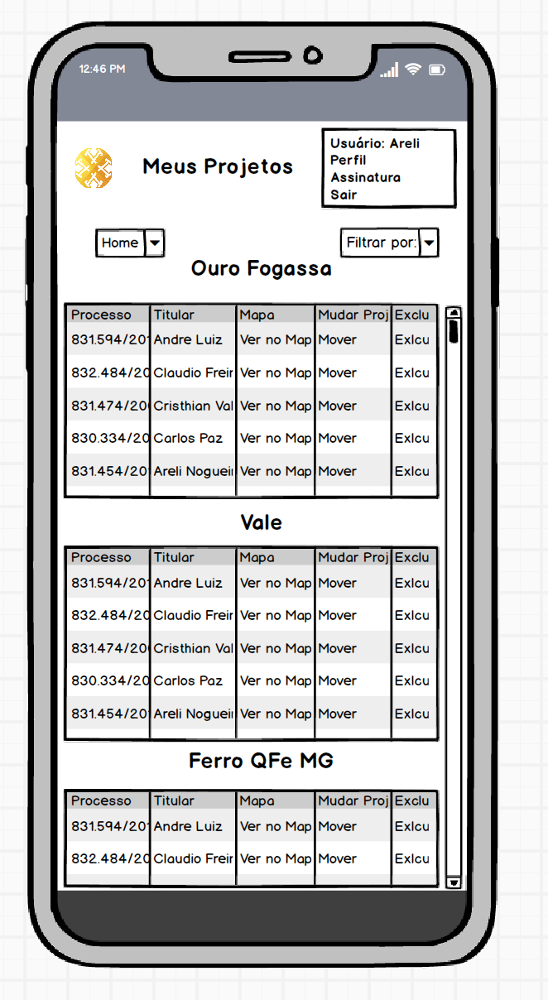 12:46 PM
Meus Projetos
Usuário: Areli
Perfil
Assinatura
Sair
Home
Filtrar por:
Ouro Fogassa
Processo Titular Mapa Mudar Proj Exclu
831.594/201 Andre Luiz Ver no Map Mover Exlcu
832.484/20 Claudio Freir Ver no Map Mover Exlcu
831.474/200 Cristhian Val Ver no Map Mover Exlcu
830.334/20 Carlos Paz Ver no Map Mover Exlcu
831.454/201 Areli Nogueir Ver no Map Mover Exlcu
Vale
Processo Titular Mapa Mudar Proj Exclu
831.594/201 Andre Luiz Ver no Map Mover Exlcu
832.484/20 Claudio Freir Ver no Map Mover Exlcu
831.474/200 Cristhian Val Ver no Map Mover Exlcu
830.334/20 Carlos Paz Ver no Map Mover Exlcu
831.454/201 Areli Nogueir Ver no Map Mover Exlcu
Ferro QFe MG
Processo Titular Mapa Mudar Proj Exclu
831.594/201 Andre Luiz Ver no Map Mover Exlcu
832.484/20 Claudio Freir Ver no Map Mover Exlcu